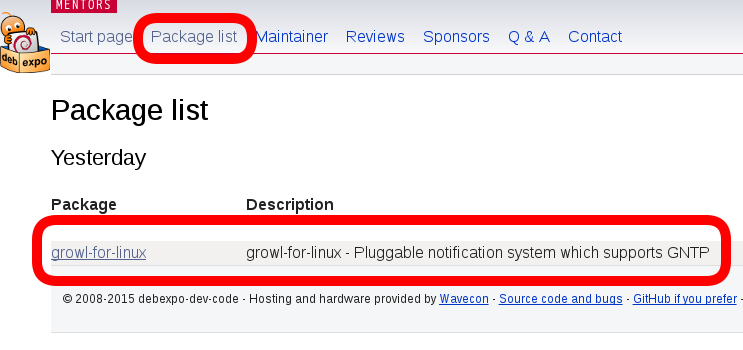 MENTORS
Start page Package list Maintainer Reviews Sponsors Q & A Contact
deb expo
Package list
Yesterday
Package Description
growl-for-linux growl-for-linux - Pluggable notification system which supports GNTP
© 2008-2015 debexpo-dev-code - Hosting and hardware provided by Wavecon - Source code and bugs - GitHub if you prefer -